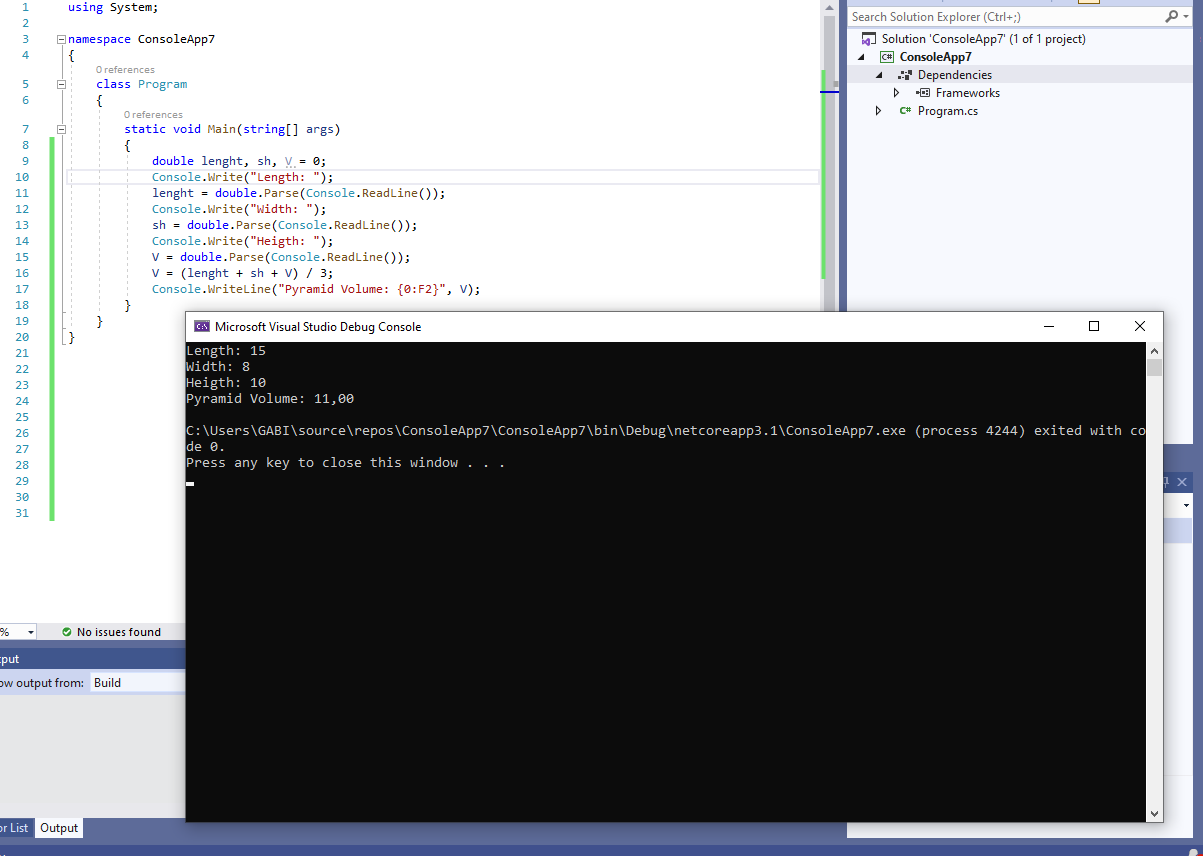 1 using System;
2
3 namespace ConsoleApp7
4 {
0 references
5 class Program
6 {
0 references
7 static void Main(string[] args)
8 {
9 double lenght, sh, V = 0;
10 Console.Write("Length: ");
11 lenght = double.Parse(Console.ReadLine());
12 Console.Write("Width: ");
13 sh = double.Parse(Console.ReadLine());
14 Console.Write("Heigth: ");
15 V = double.Parse(Console.ReadLine());
16 V = (lenght + sh + V) / 3;
17 Console.WriteLine("Pyramid Volume: {0:F2}", V);
18 }
19 }
20 }
21
22
23
24
25
26
27
28
29
30
31
% No issues found
put
ow output from: Build
or List Output
Search Solution Explorer (Ctrl+;)
Solution 'ConsoleApp7' (1 of 1 project)
C# ConsoleApp7
Dependencies
Frameworks
C# Program.cs
C:\ Microsoft Visual Studio Debug Console
Length: 15
Width: 8
Heigth: 10
Pyramid Volume: 11,00
C:\Users\GABI\source\repos\ConsoleApp7\ConsoleApp7\bin\Debug\netcoreapp3.1\ConsoleApp7.exe (process 4244) exited with co
de 0.
Press any key to close this window . . .